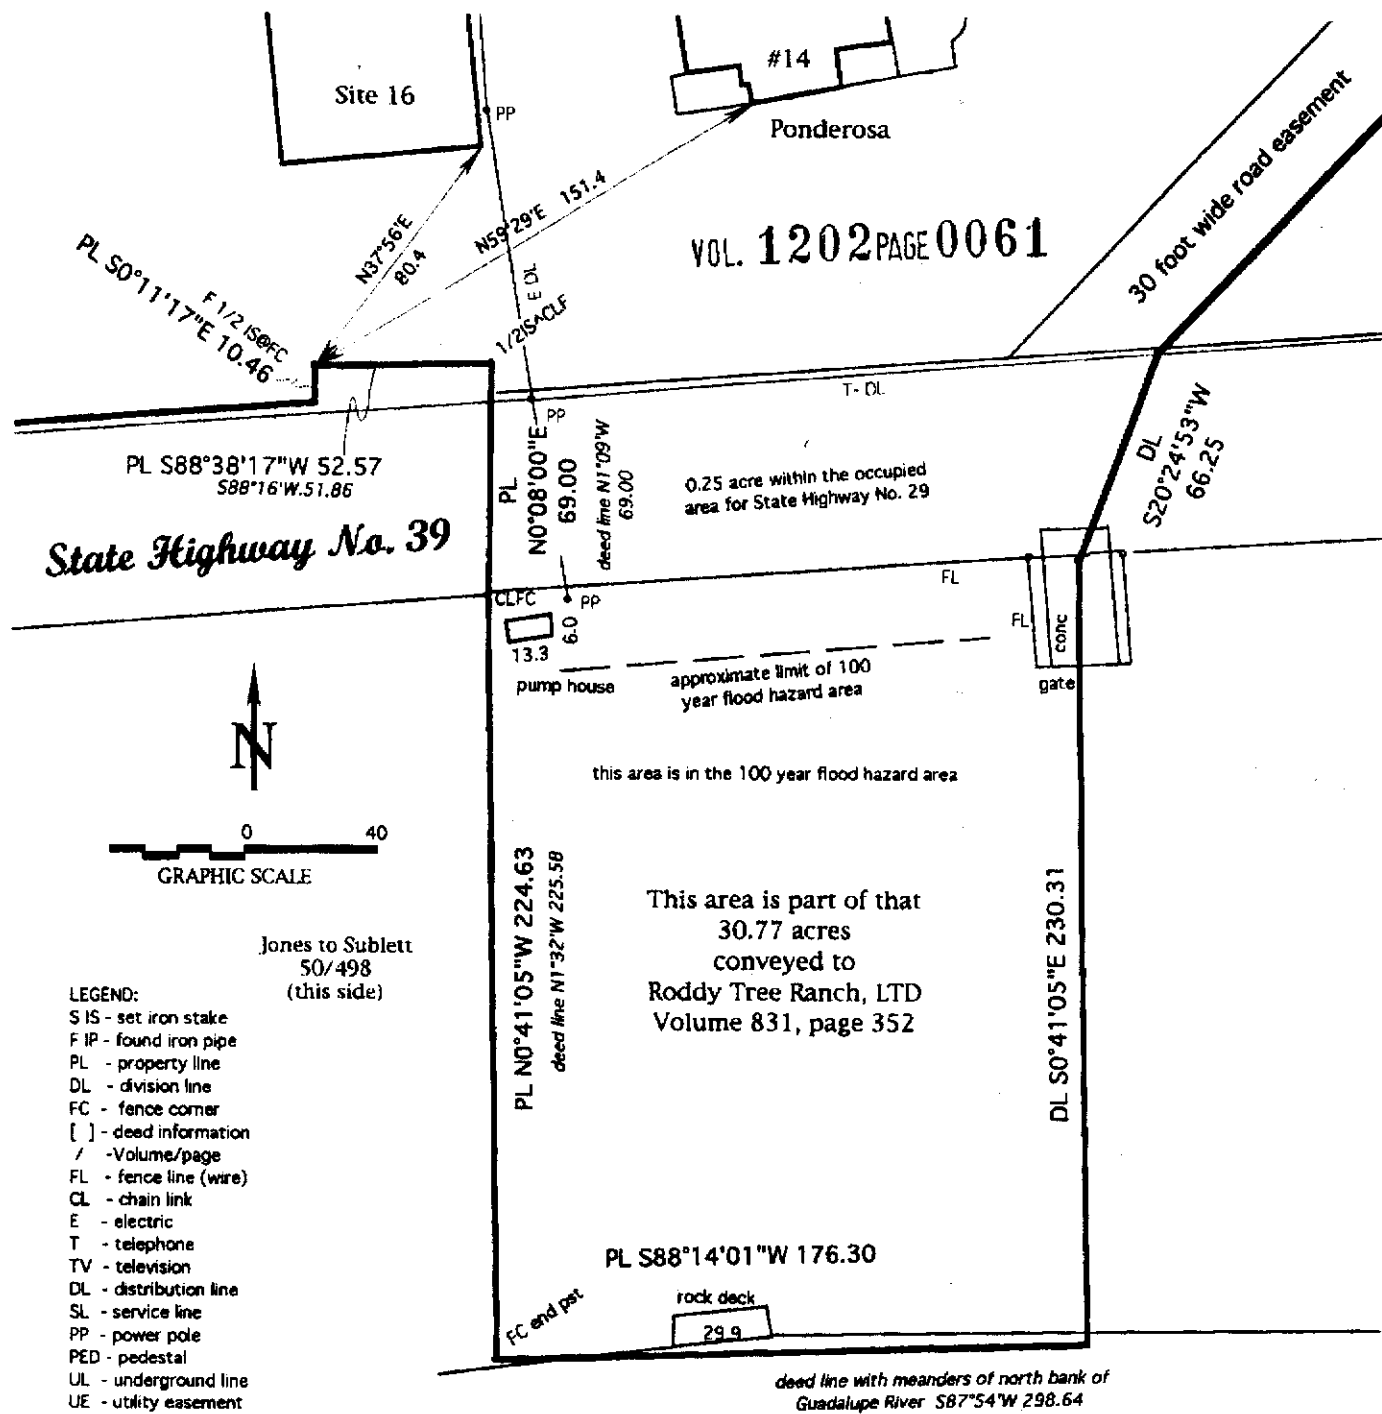 Site 16
#14
PP
Ponderosa
30 foot wide road easement
VOL. 1202 PAGE 0061
N37°56'E
80.4
N59°29'E 151.4
PL S0°11'17"E 10.46
F 1/2 IS@FC
E DL
1/2IS^CLF
T- DL
PP
PL S88°38'17"W 52.57
S88°16'W.51.86
PL
N0°08'00"E
69.00
deed line N1°09'W
69.00
0.25 acre within the occupied
area for State Highway No. 29
DL
S20°24'53"W
66.25
State Highway No. 39
FL
CLFC
PP
FL
conc
6.0
13.3
pump house
approximate limit of 100
year flood hazard area
gate
N
this area is in the 100 year flood hazard area
0 40
GRAPHIC SCALE
PL N0°41'05"W 224.63
deed line N1°32'W 225.58
This area is part of that
30.77 acres
conveyed to
Roddy Tree Ranch, LTD
Volume 831, page 352
DL S0°41'05"E 230.31
Jones to Sublett
50/498
(this side)
LEGEND:
S IS - set iron stake
F IP - found iron pipe
PL - property line
DL - division line
FC - fence corner
[ ] - deed information
/ -Volume/page
FL - fence line (wire)
CL - chain link
E - electric
T - telephone
TV - television
DL - distribution line
SL - service line
PP - power pole
PED - pedestal
UL - underground line
UE - utility easement
PL S88°14'01"W 176.30
FC end pst
rock deck
29.9
deed line with meanders of north bank of
Guadalupe River S87°54'W 298.64